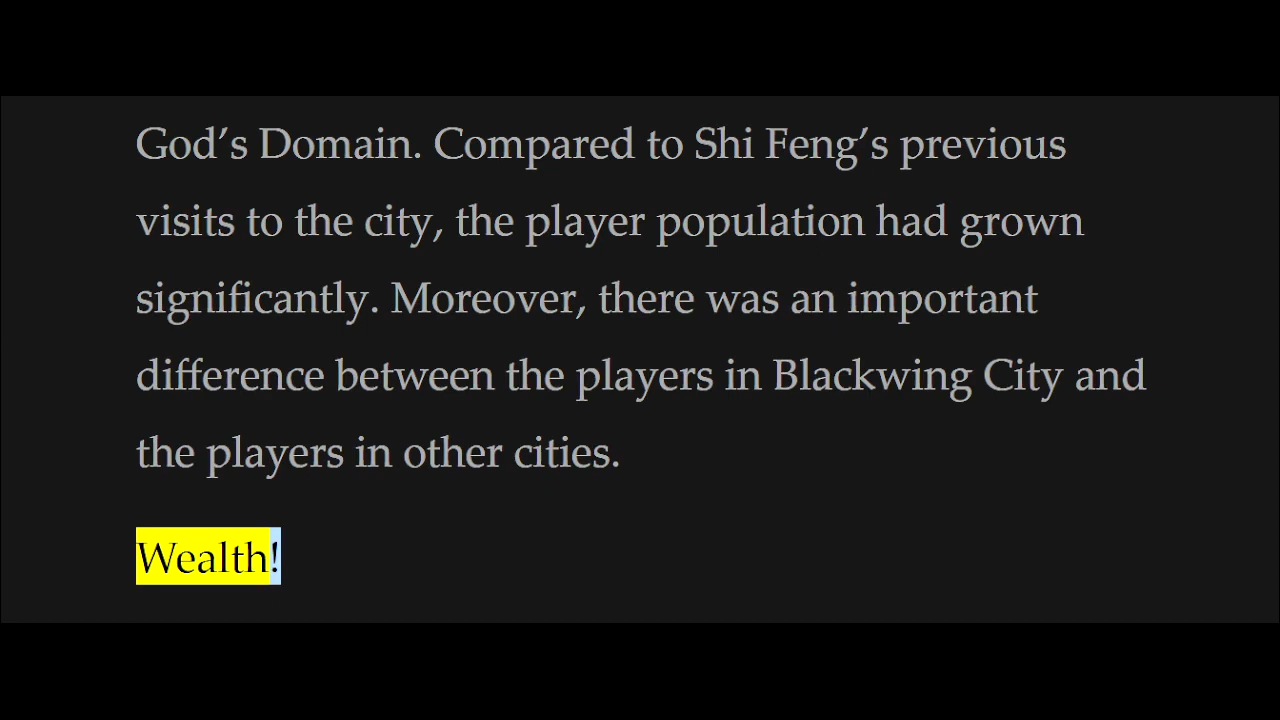 God’s Domain. Compared to Shi Feng’s previous
visits to the city, the player population had grown
significantly. Moreover, there was an important
difference between the players in Blackwing City and
the players in other cities.
Wealth!